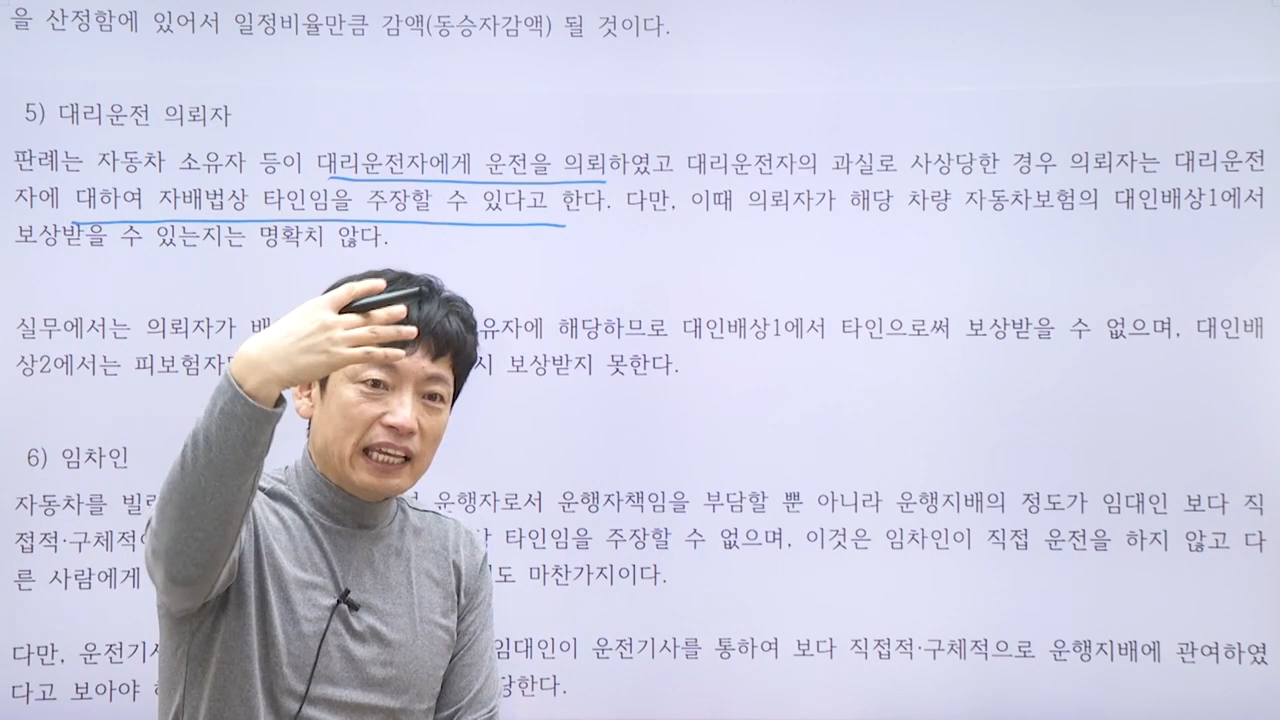 을 산정함에 있어서 일정비율만큼 감액(동승자감액) 될 것이다.
5) 대리운전 의뢰자
판례는 자동차 소유자 등이 대리운전자에게 운전을 의뢰하였고 대리운전자의 과실로 사상당한 경우 의뢰자는 대리운전
자에 대하여 자배법상 타인임을 주장할 수 있다고 한다. 다만, 이때 의뢰자가 해당 차량 자동차보험의 대인배상1에서
보상받을 수 있는지는 명확치 않다.
실무에서는 의뢰자가 유자에 해당하므로 대인배상1에서 타인으로써 보상받을 수 없으며, 대인배
상2에서는 보상받지 못한다.
6) 임차인
자동차를 운행자로서 운행자책임을 부담할 뿐 아니라 운행지배의 정도가 임대인 보다 직
접적·구체적 타인임을 주장할 수 없으며, 이것은 임차인이 직접 운전을 하지 않고 다
른 사람에게 마찬가지이다.
다만, 임대인이 운전기사를 통하여 보다 직접적·구체적으로 운행지배에 관여하였
다고 보아야 당한다.